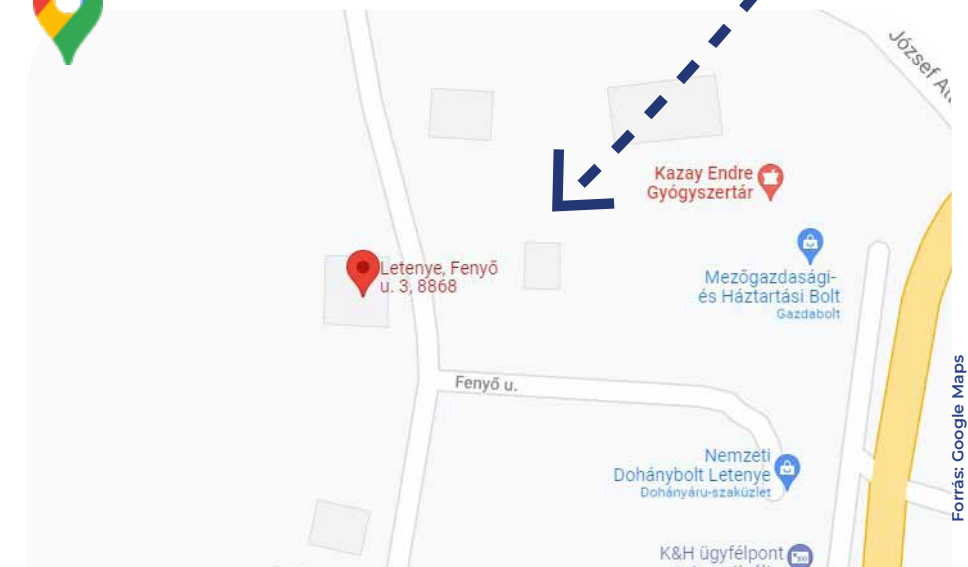 József
Kazay Endre
Gyógyszertár
Letenye, Fenyő
u. 3, 8868
Mezőgazdasági-
és Háztartási Bolt
Gazdabolt
Fenyő u.
Nemzeti
Dohánybolt Letenye
Dohányáru-szaküzlet
K&H ügyfélpont
Forrás: Google Maps